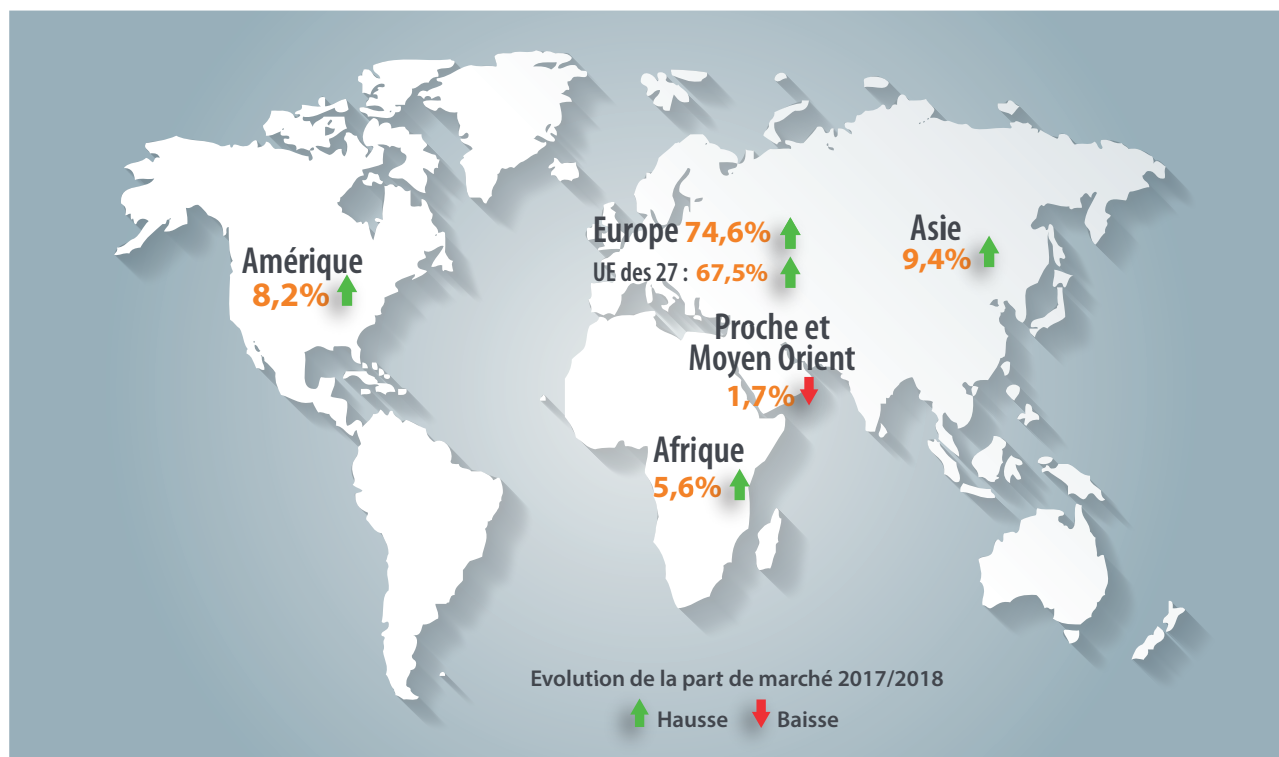 Europe 74,6%
UE des 27 : 67,5%
Asie
9,4%
Amérique
8,2%
Proche et
Moyen Orient
1,7%
Afrique
5,6%
Evolution de la part de marché 2017/2018
Hausse Baisse